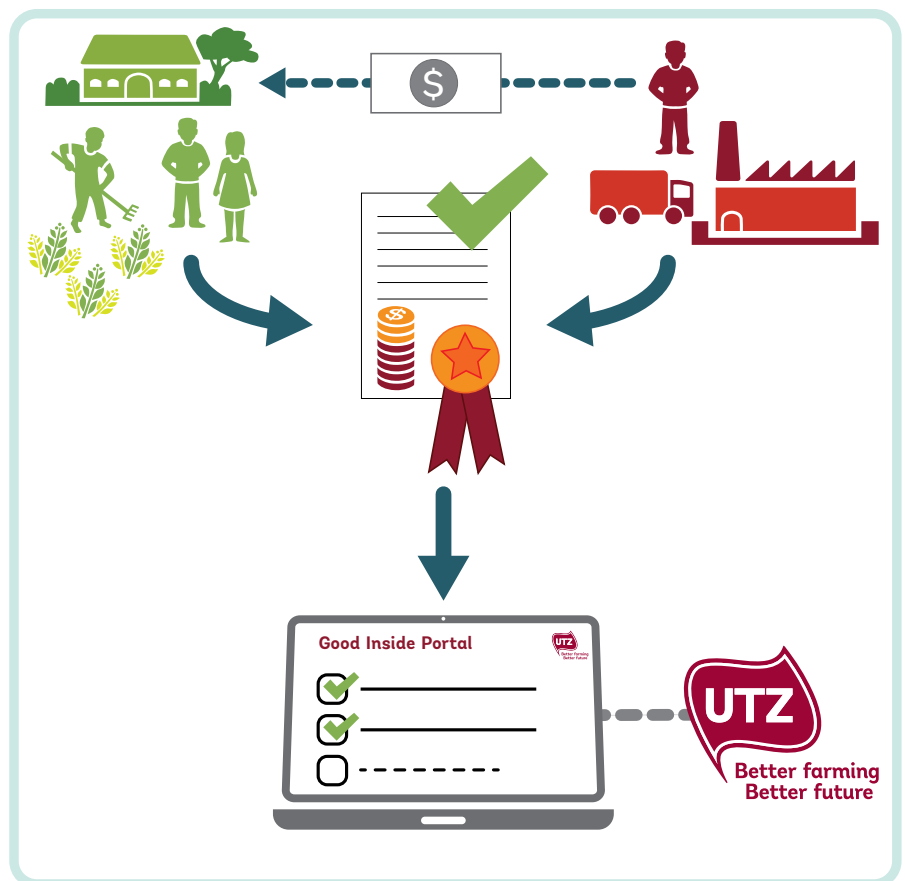 $
$
Good Inside Portal
UTZ
Better farming
Better future
UTZ
Better farming
Better future